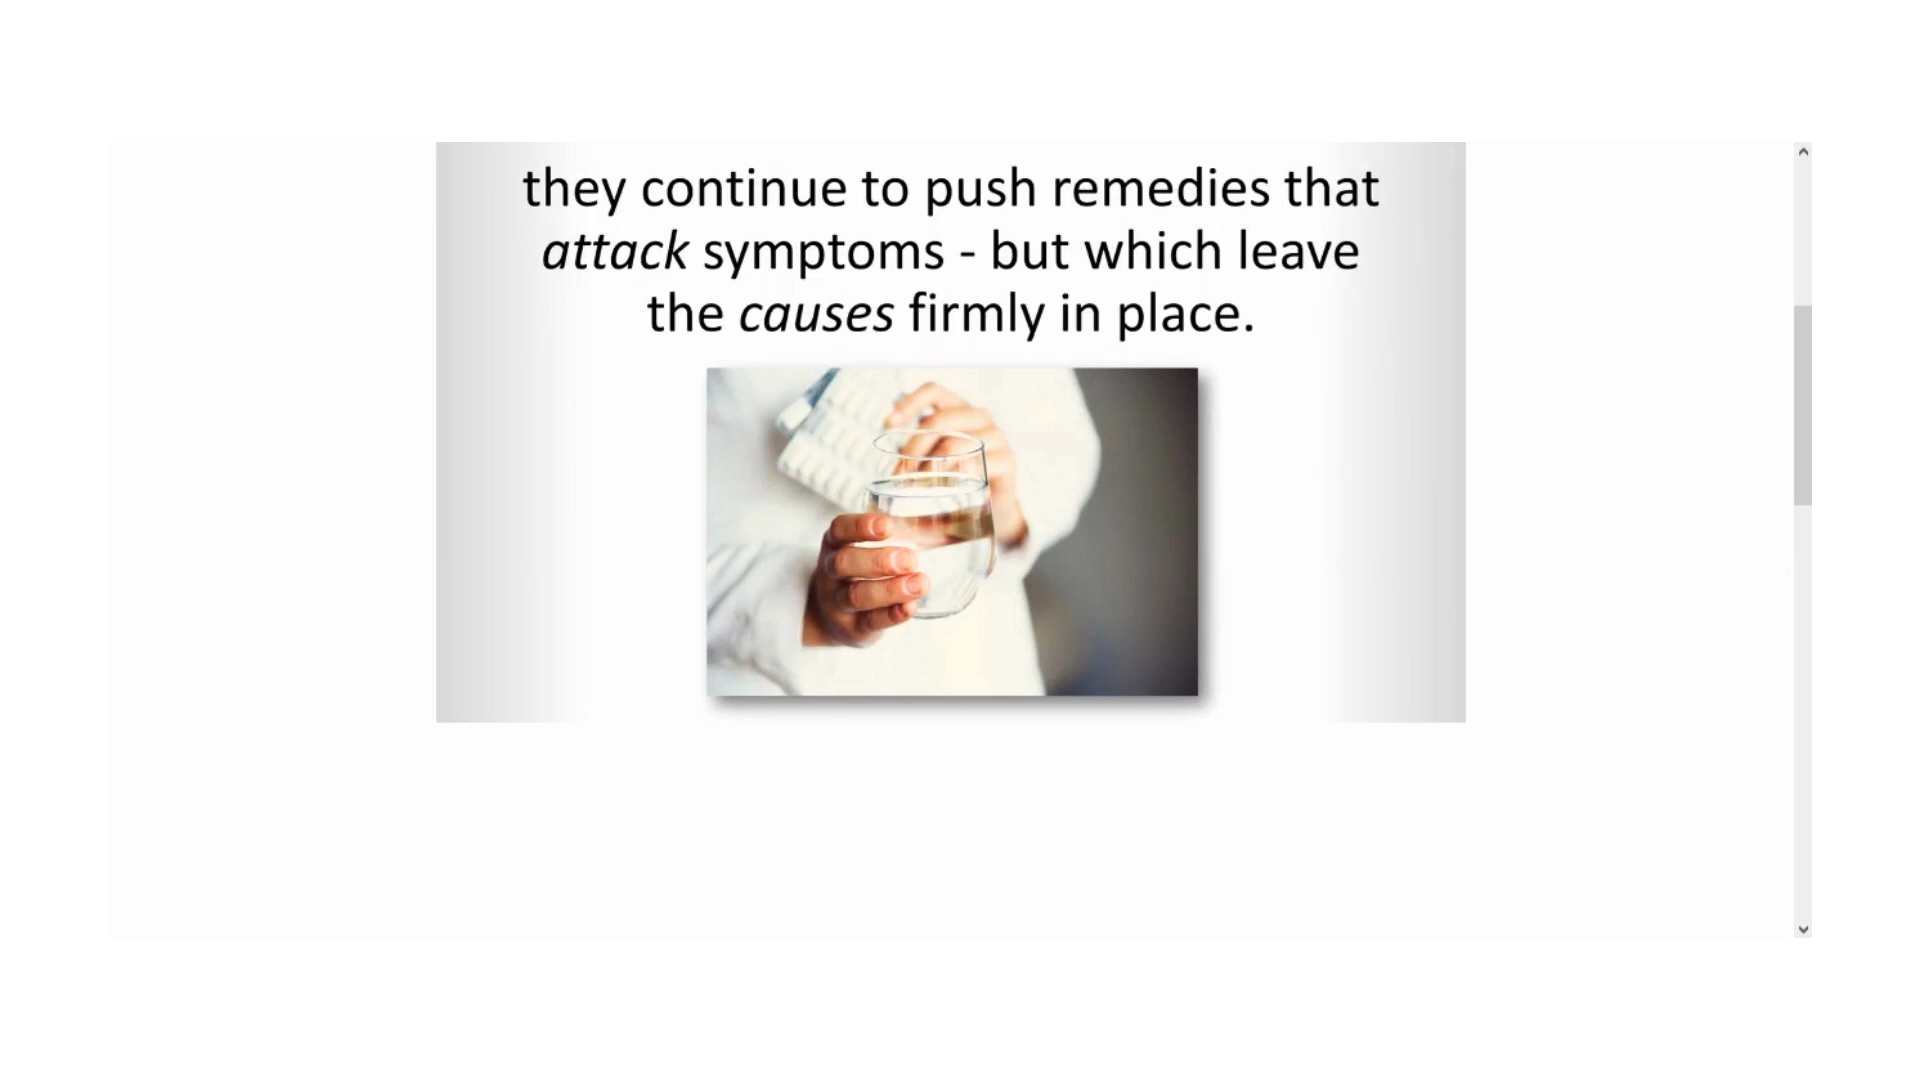 they continue to push remedies that
attack symptoms - but which leave
the causes firmly in place.